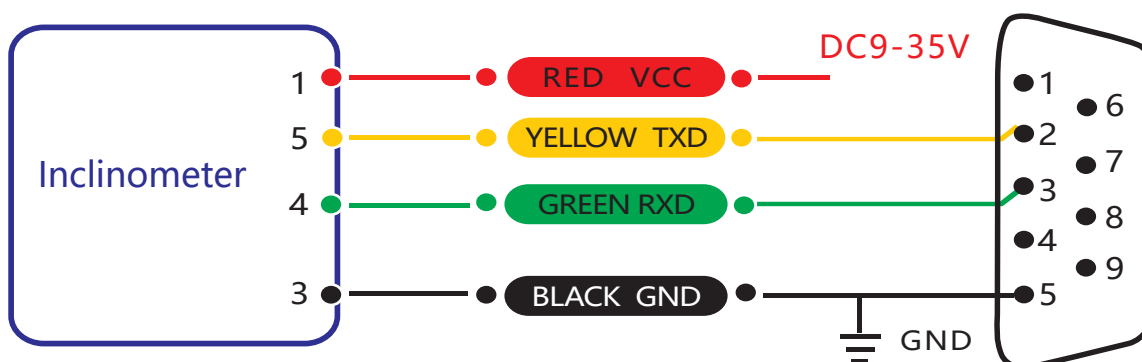 DC9-35V
1 RED VCC 1
6
5 YELLOW TXD 2
Inclinometer
7
4 GREEN RXD 3
8
4
9
3 BLACK GND 5
GND